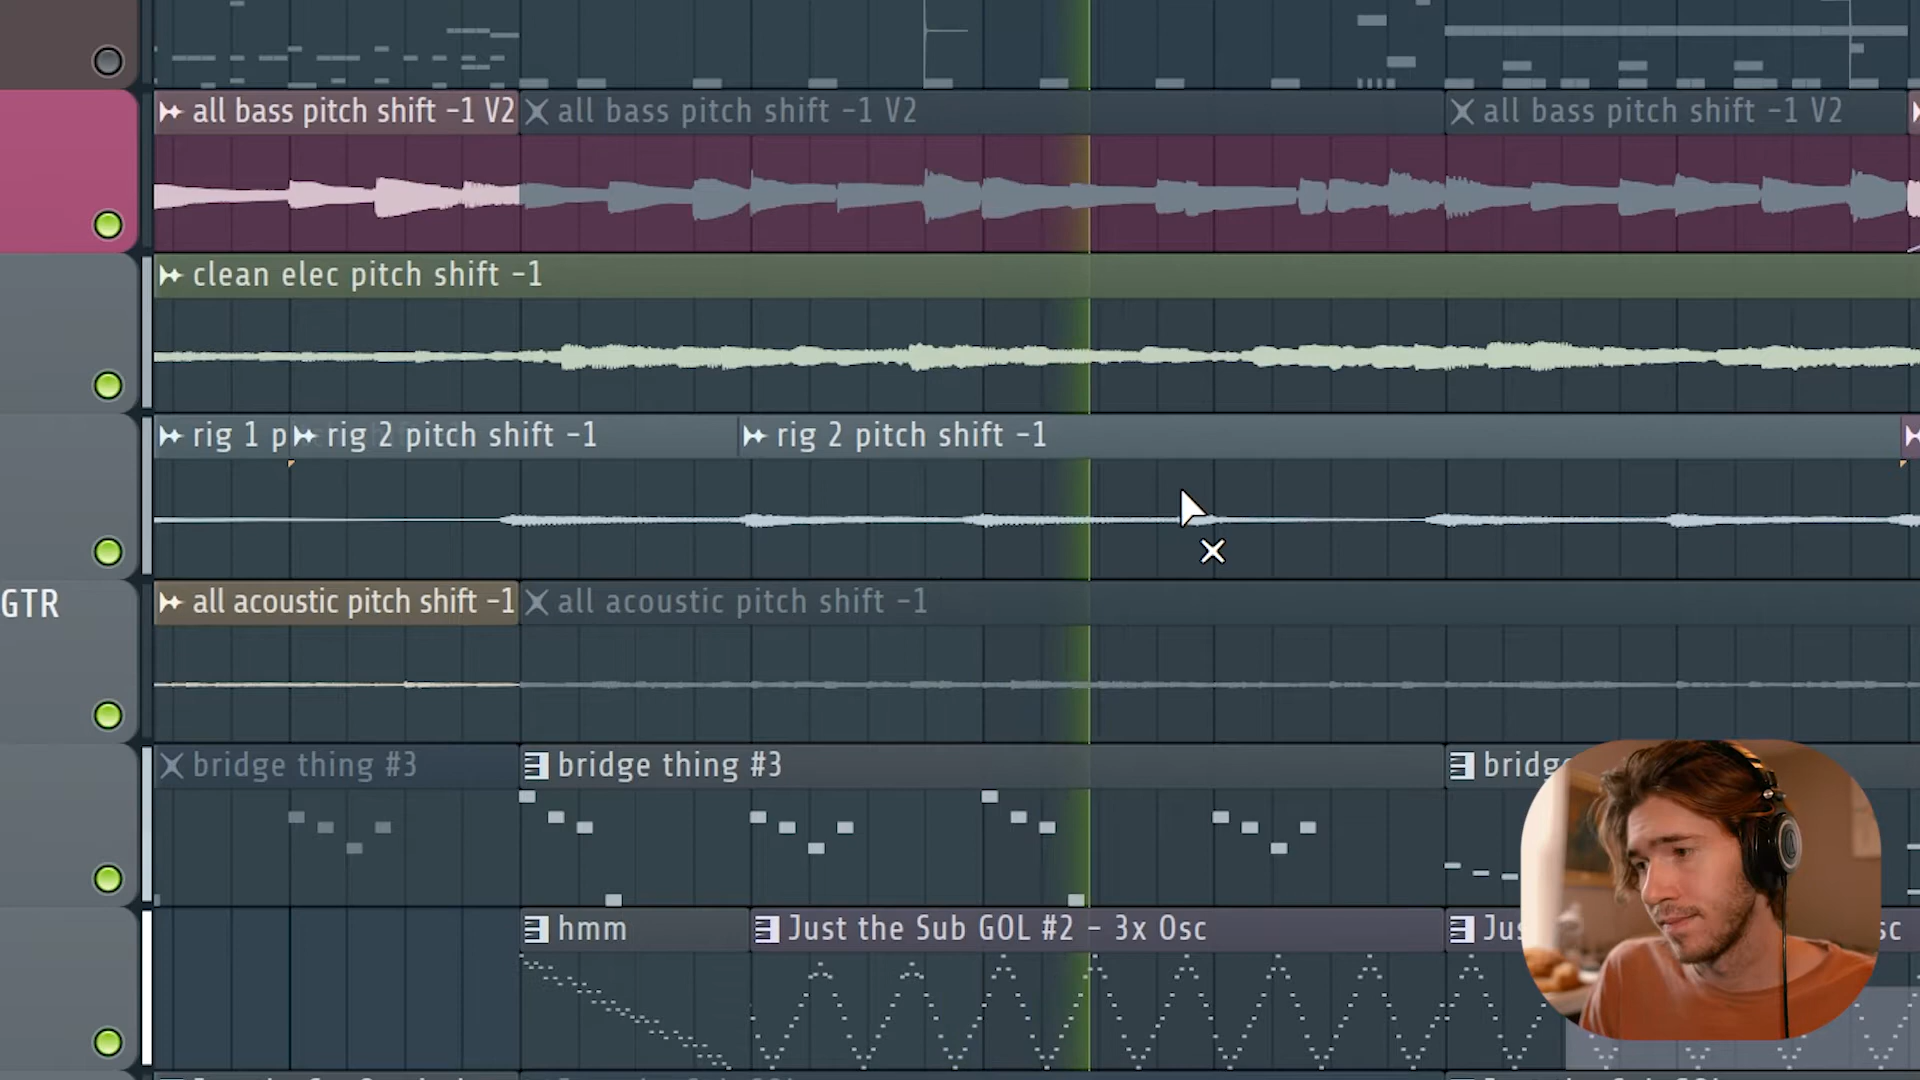 all bass pitch shift -1 V2
all bass pitch shift -1 V2
all bass pitch shift -1 V2
clean elec pitch shift -1
rig 1 p
rig 2 pitch shift -1
rig 2 pitch shift -1
GTR
all acoustic pitch shift -1
all acoustic pitch shift -1
bridge thing #3
bridge thing #3
bridge
hmm
Just the Sub GOL #2 - 3x Osc
Jus
sc